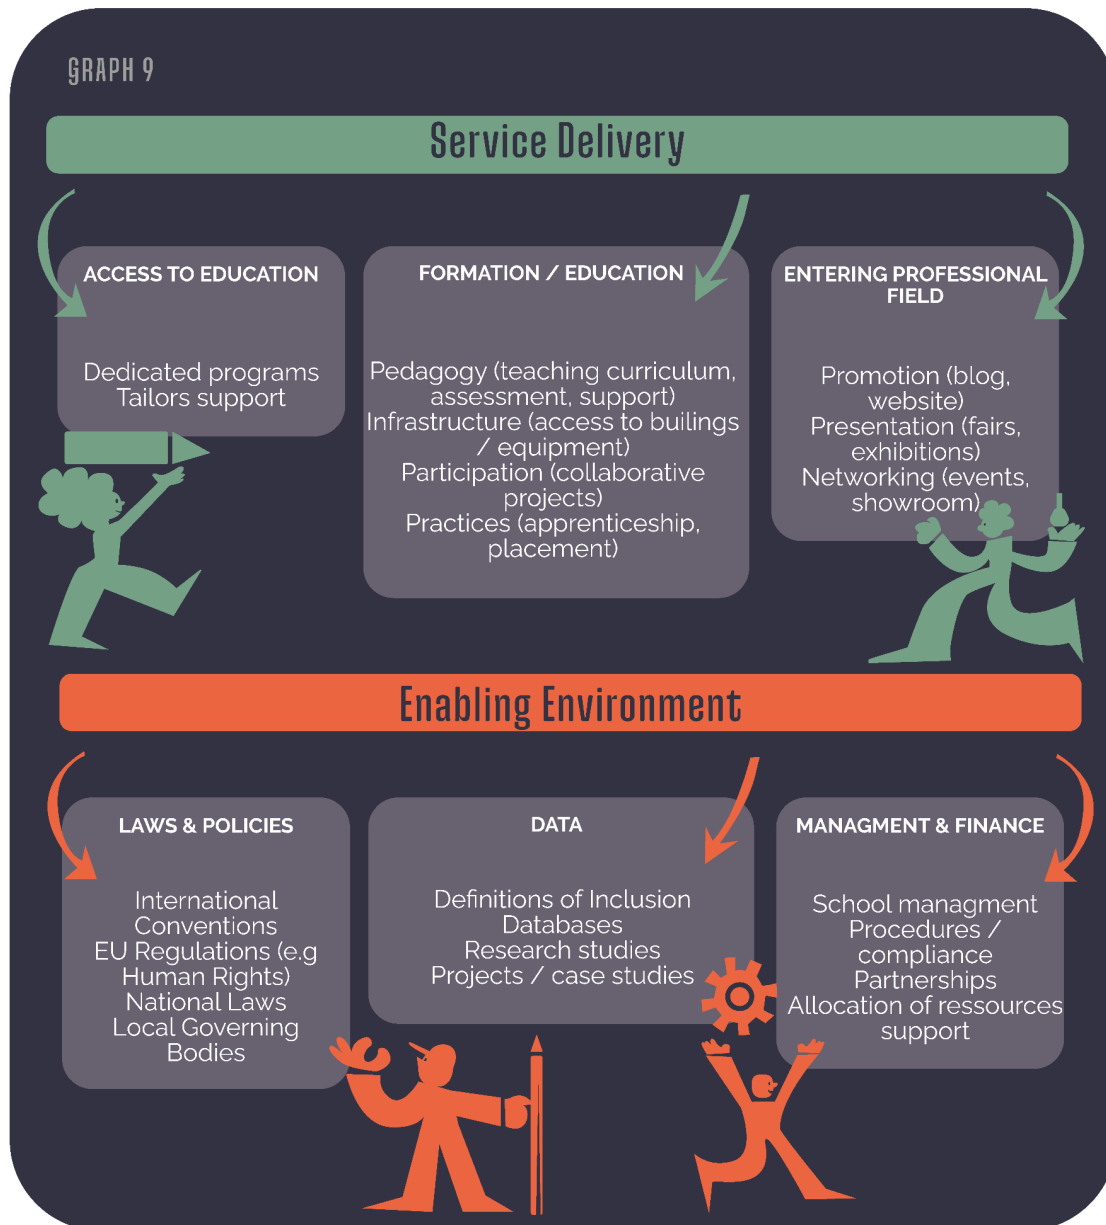 GRAPH 9
Service Delivery
ACCESS TO EDUCATION
Dedicated programs
Tailors support
FORMATION / EDUCATION
Pedagogy (teaching curriculum,
assessment, support)
Infrastructure (access to builings
/ equipment)
Participation (collaborative
projects)
Practices (apprenticeship,
placement)
ENTERING PROFESSIONAL
FIELD
Promotion (blog,
website)
Presentation (fairs,
exhibitions)
Networking (events,
showroom)
Enabling Environment
LAWS & POLICIES
International
Conventions
EU Regulations (e.g
Human Rights)
National Laws
Local Governing
Bodies
DATA
Definitions of Inclusion
Databases
Research studies
Projects / case studies
MANAGMENT & FINANCE
School managment
Procedures /
compliance
Partnerships
Allocation of ressources
support